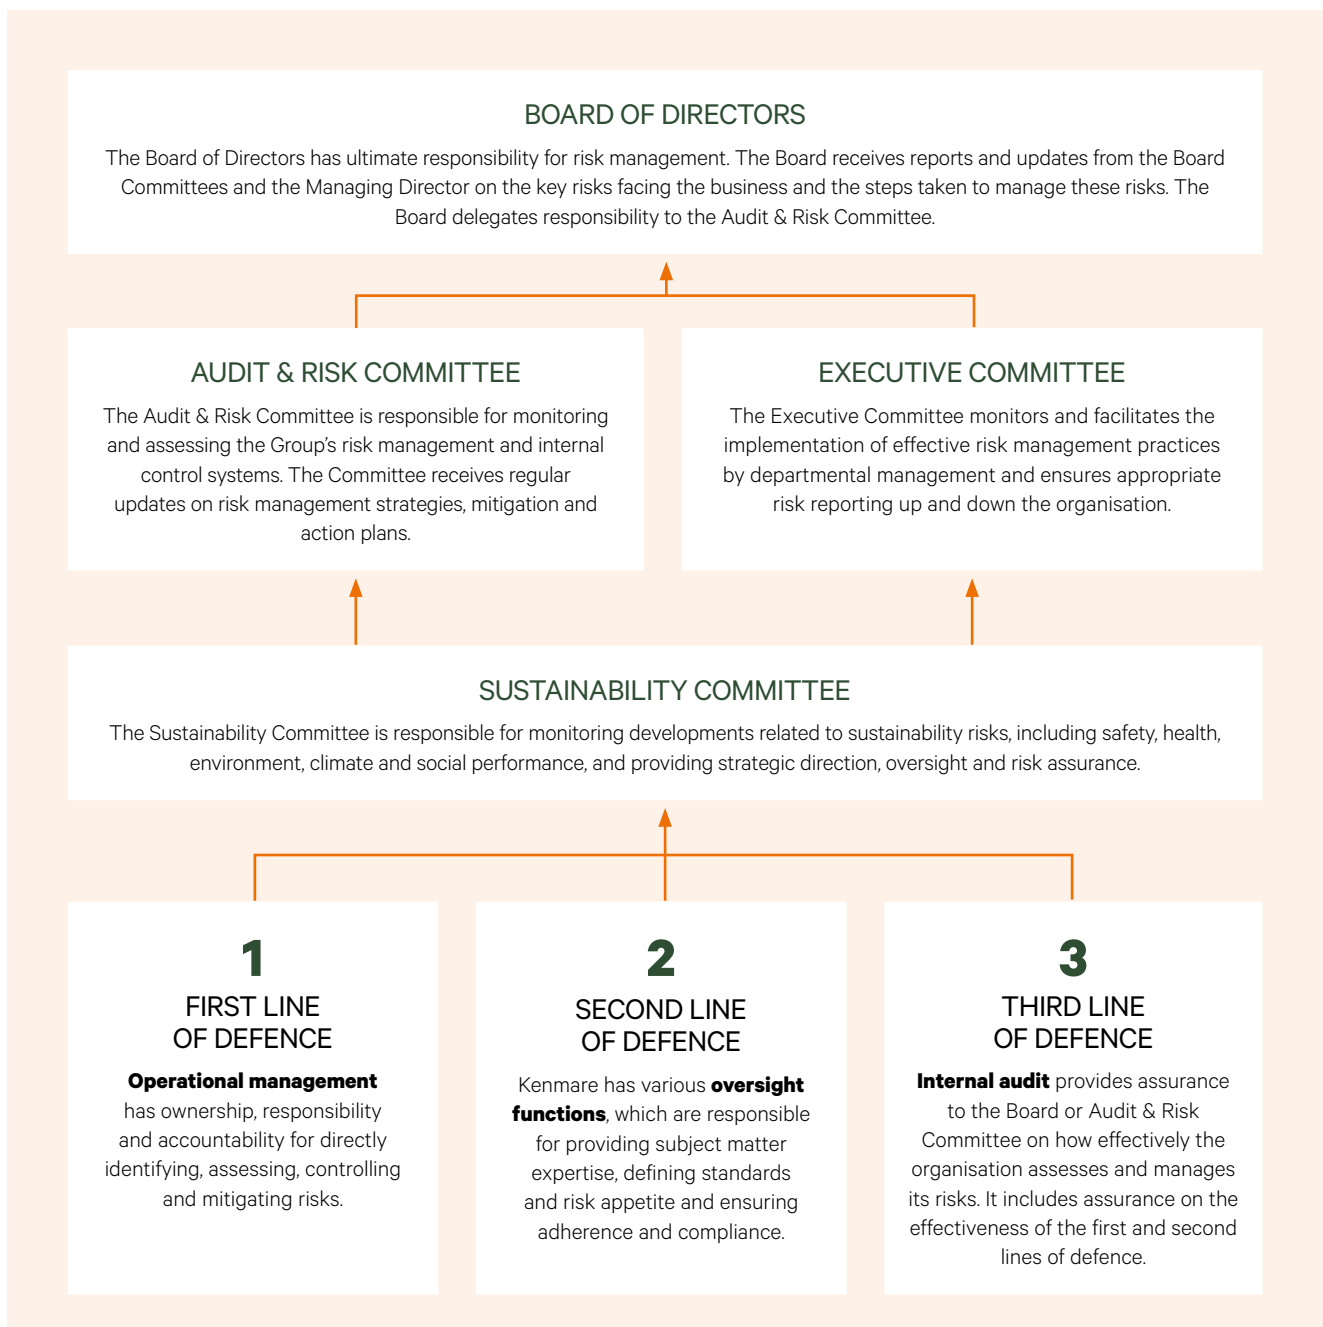 BOARD OF DIRECTORS
The Board of Directors has ultimate responsibility for risk management. The Board receives reports and updates from the Board
Committees and the Managing Director on the key risks facing the business and the steps taken to manage these risks. The
Board delegates responsibility to the Audit & Risk Committee.
AUDIT & RISK COMMITTEE
The Audit & Risk Committee is responsible for monitoring
and assessing the Group’s risk management and internal
control systems. The Committee receives regular
updates on risk management strategies, mitigation and
action plans.
EXECUTIVE COMMITTEE
The Executive Committee monitors and facilitates the
implementation of effective risk management practices
by departmental management and ensures appropriate
risk reporting up and down the organisation.
SUSTAINABILITY COMMITTEE
The Sustainability Committee is responsible for monitoring developments related to sustainability risks, including safety, health,
environment, climate and social performance, and providing strategic direction, oversight and risk assurance.
1
FIRST LINE
OF DEFENCE
Operational management
has ownership, responsibility
and accountability for directly
identifying, assessing, controlling
and mitigating risks.
2
SECOND LINE
OF DEFENCE
Kenmare has various oversight
functions, which are responsible
for providing subject matter
expertise, defining standards
and risk appetite and ensuring
adherence and compliance.
3
THIRD LINE
OF DEFENCE
Internal audit provides assurance
to the Board or Audit & Risk
Committee on how effectively the
organisation assesses and manages
its risks. It includes assurance on the
effectiveness of the first and second
lines of defence.